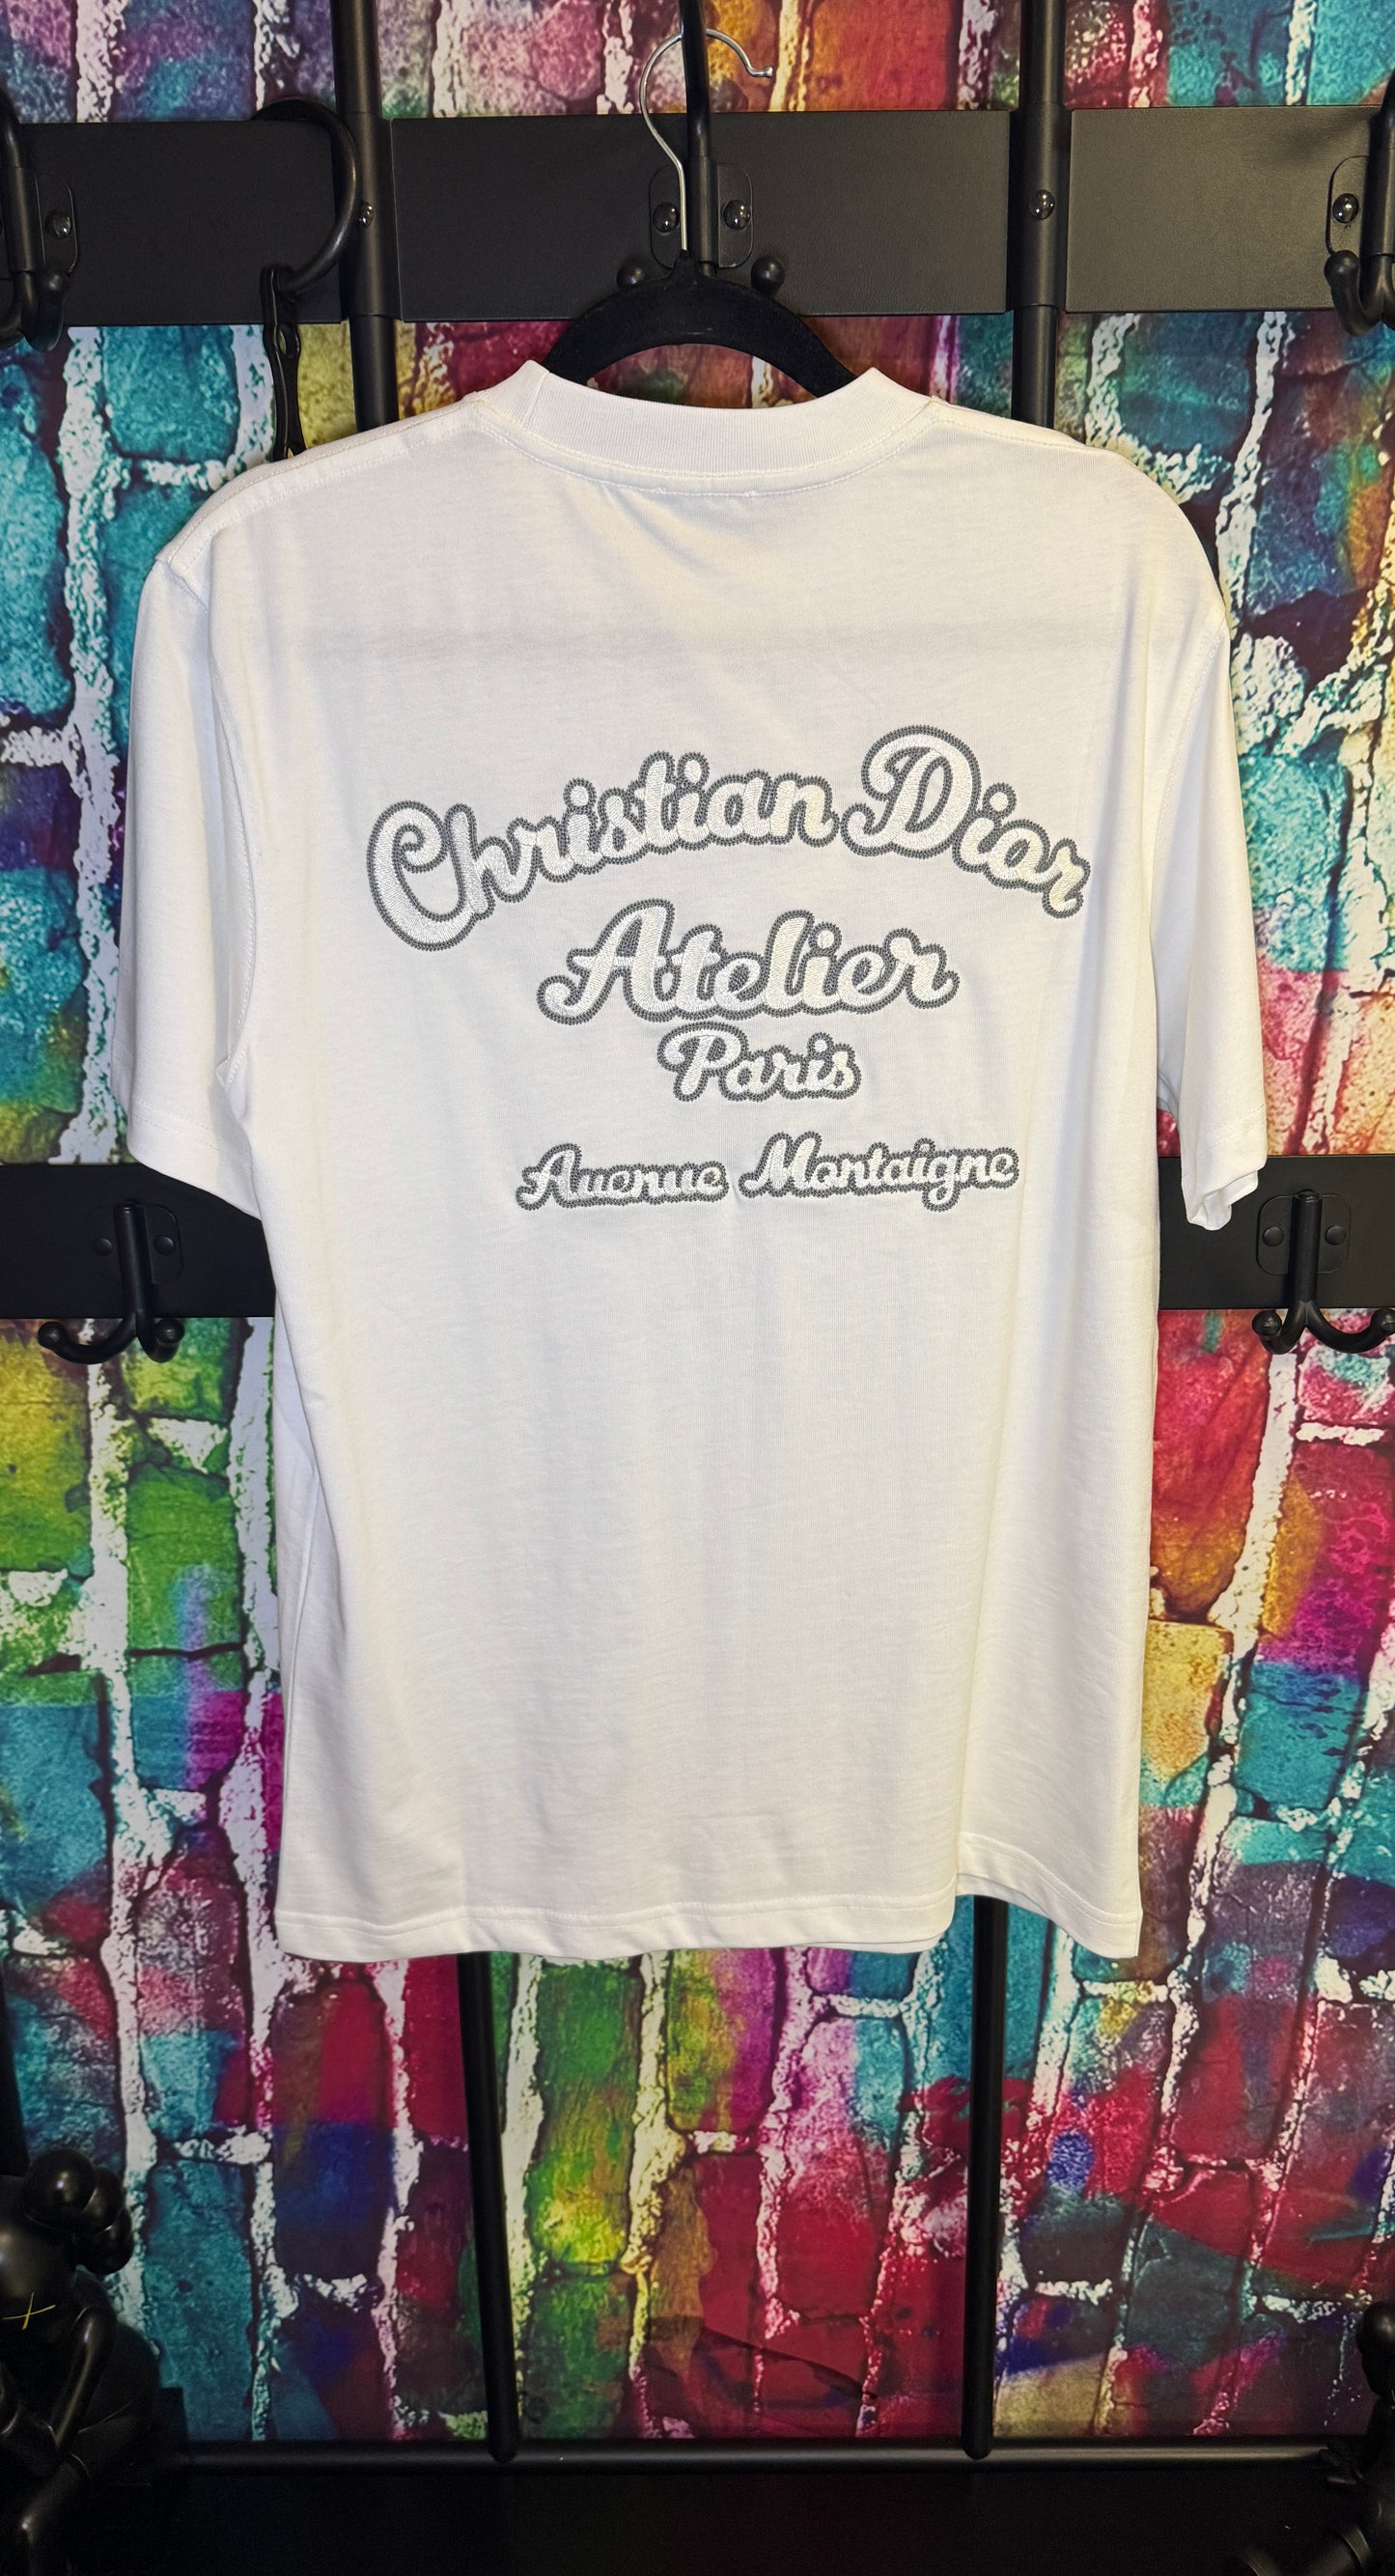 Christian Dior
Atelier
Paris
Avenue Montaigne